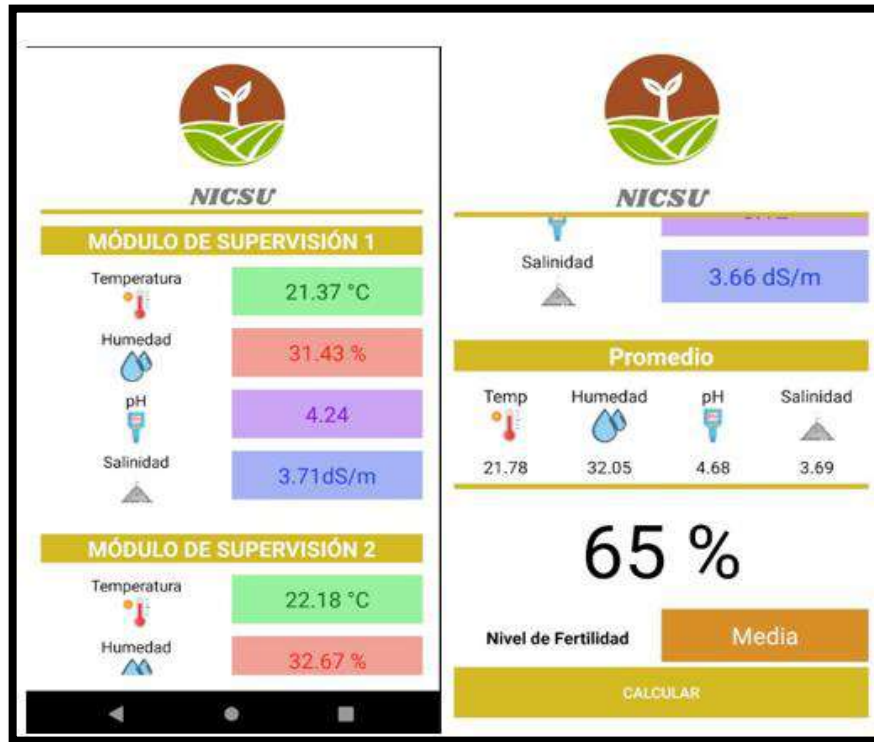 NICSU
MÓDULO DE SUPERVISIÓN 1
Temperatura
21.37 °C
Humedad
31.43 %
pH
4.24
Salinidad
3.71dS/m
MÓDULO DE SUPERVISIÓN 2
Temperatura
22.18 °C
Humedad
32.67 %
NICSU
Salinidad
3.66 dS/m
Promedio
Temp Humedad pH Salinidad
21.78 32.05 4.68 3.69
65 %
Nivel de Fertilidad Media
CALCULAR